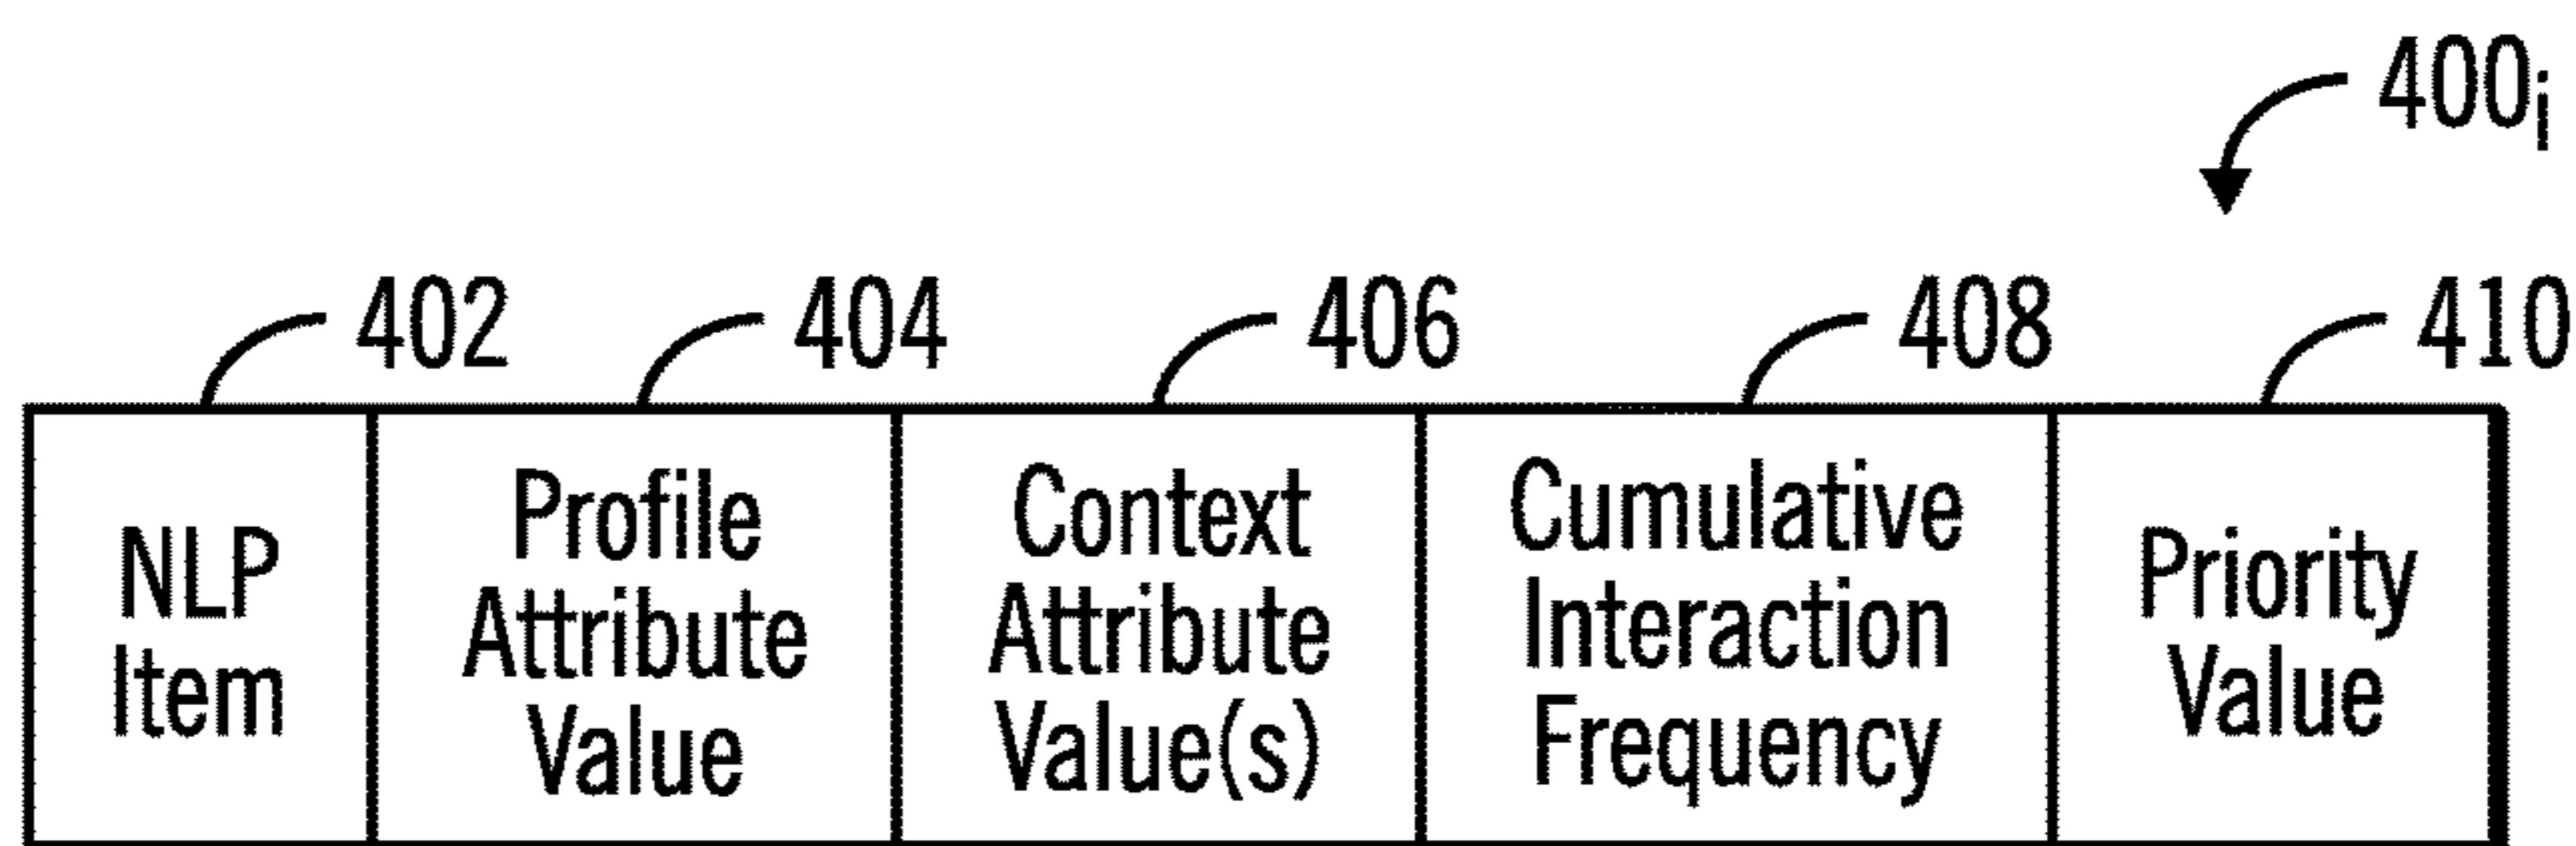 400i
402
404
406
408
410
NLP
Item
Profile
Attribute
Value
Context
Attribute
Value(s)
Cumulative
Interaction
Frequency
Priority
Value